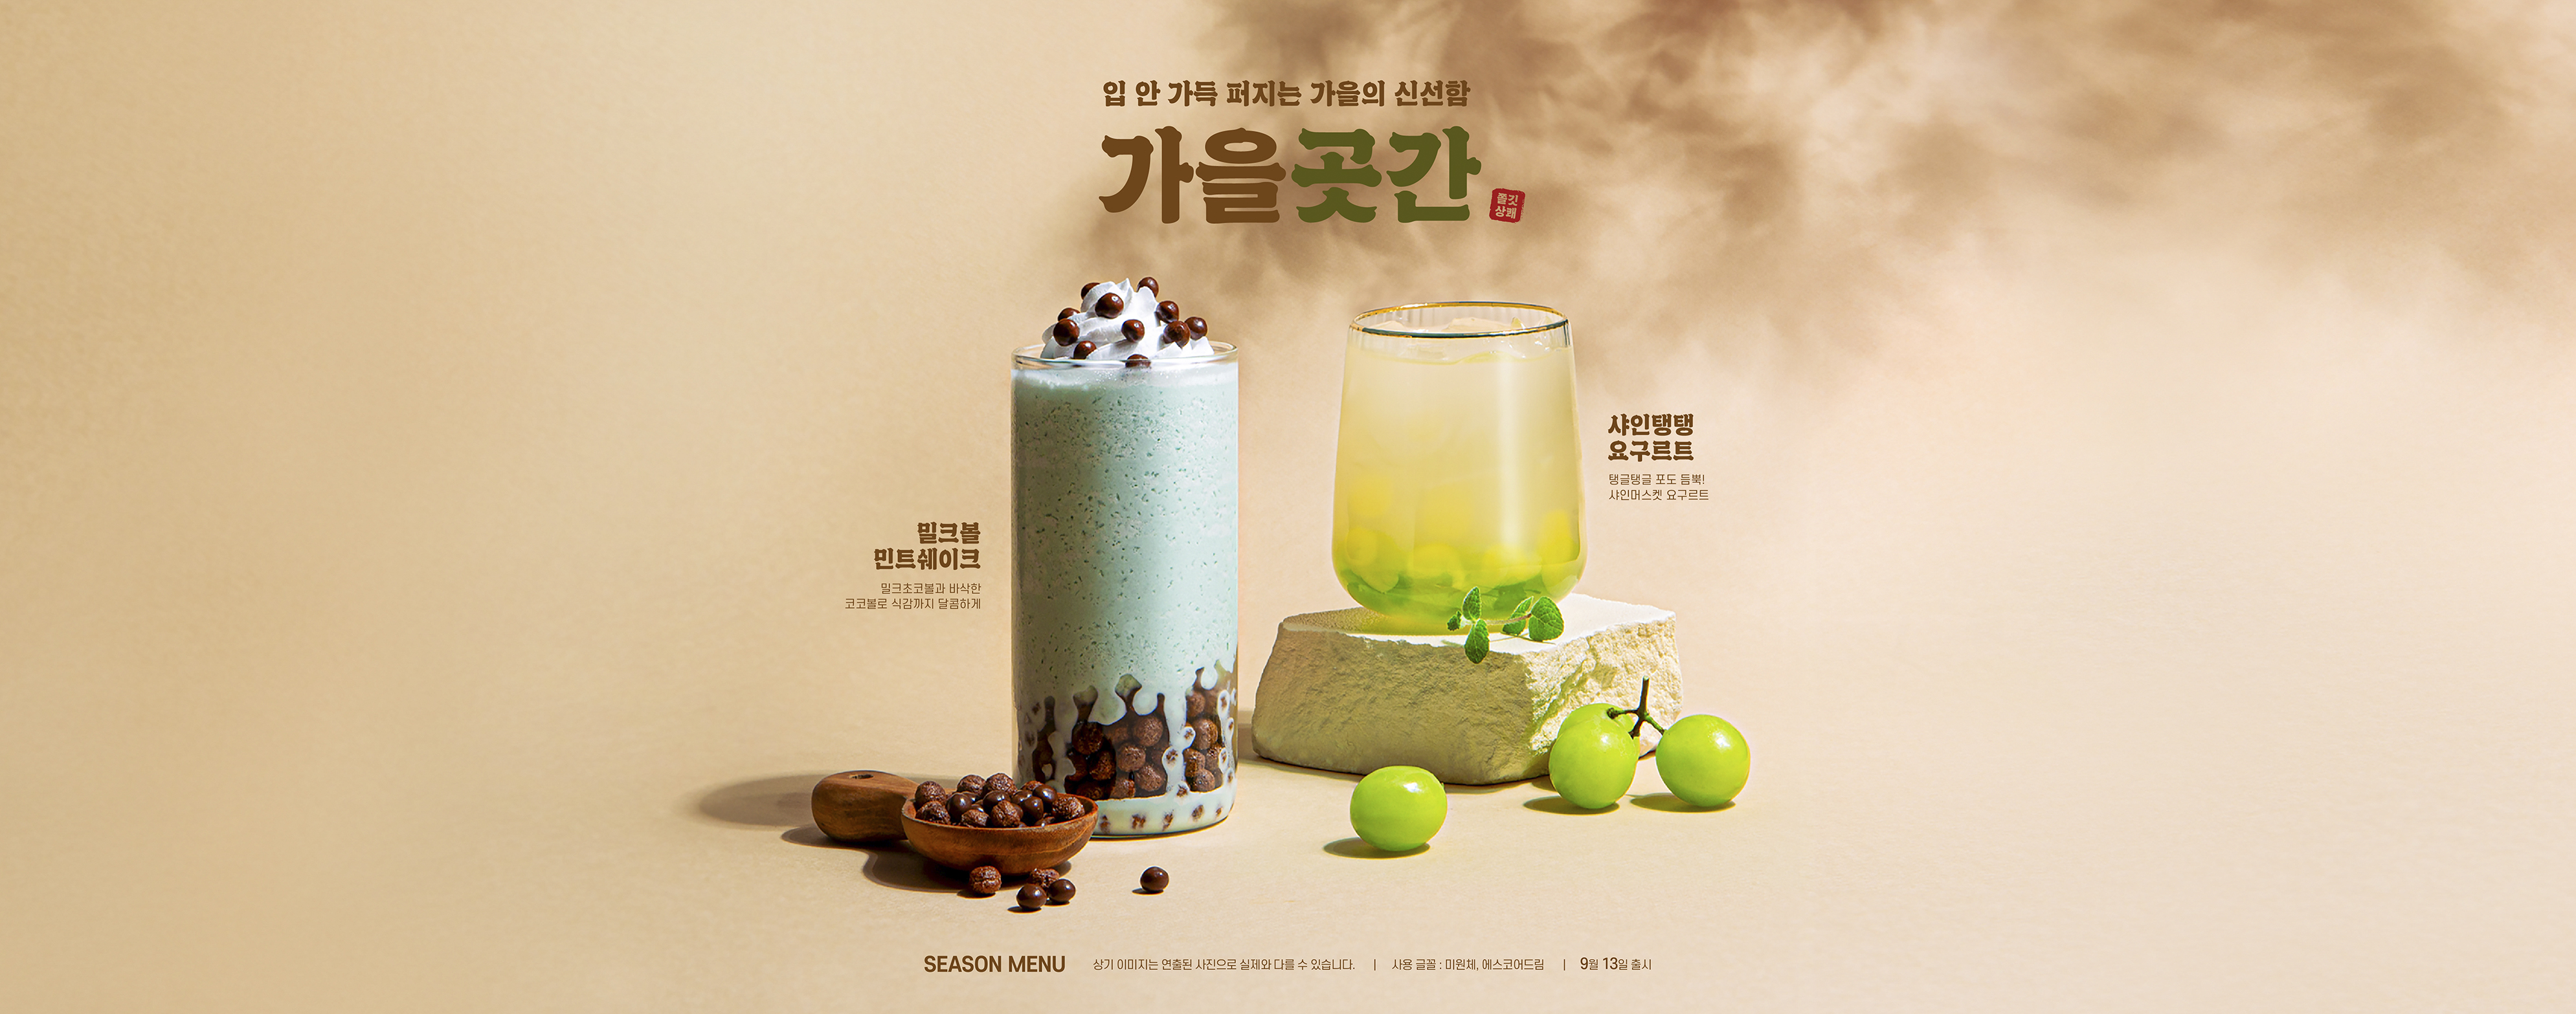 입 안 가득 퍼지는 가을의 신선함
가을곳간
쫄깃
상쾌
샤인탱탱
요구르트
탱글탱글 포도 듬뿍!
샤인머스켓 요구르트
밀크볼
민트쉐이크
밀크초코볼과 바삭한
코코볼로 식감까지 달콤하게
SEASON MENU 상기 이미지는 연출된 사진으로 실제와 다를 수 있습니다. | 사용 글꼴 : 미원체, 에스코어드림 | 9월 13일 출시